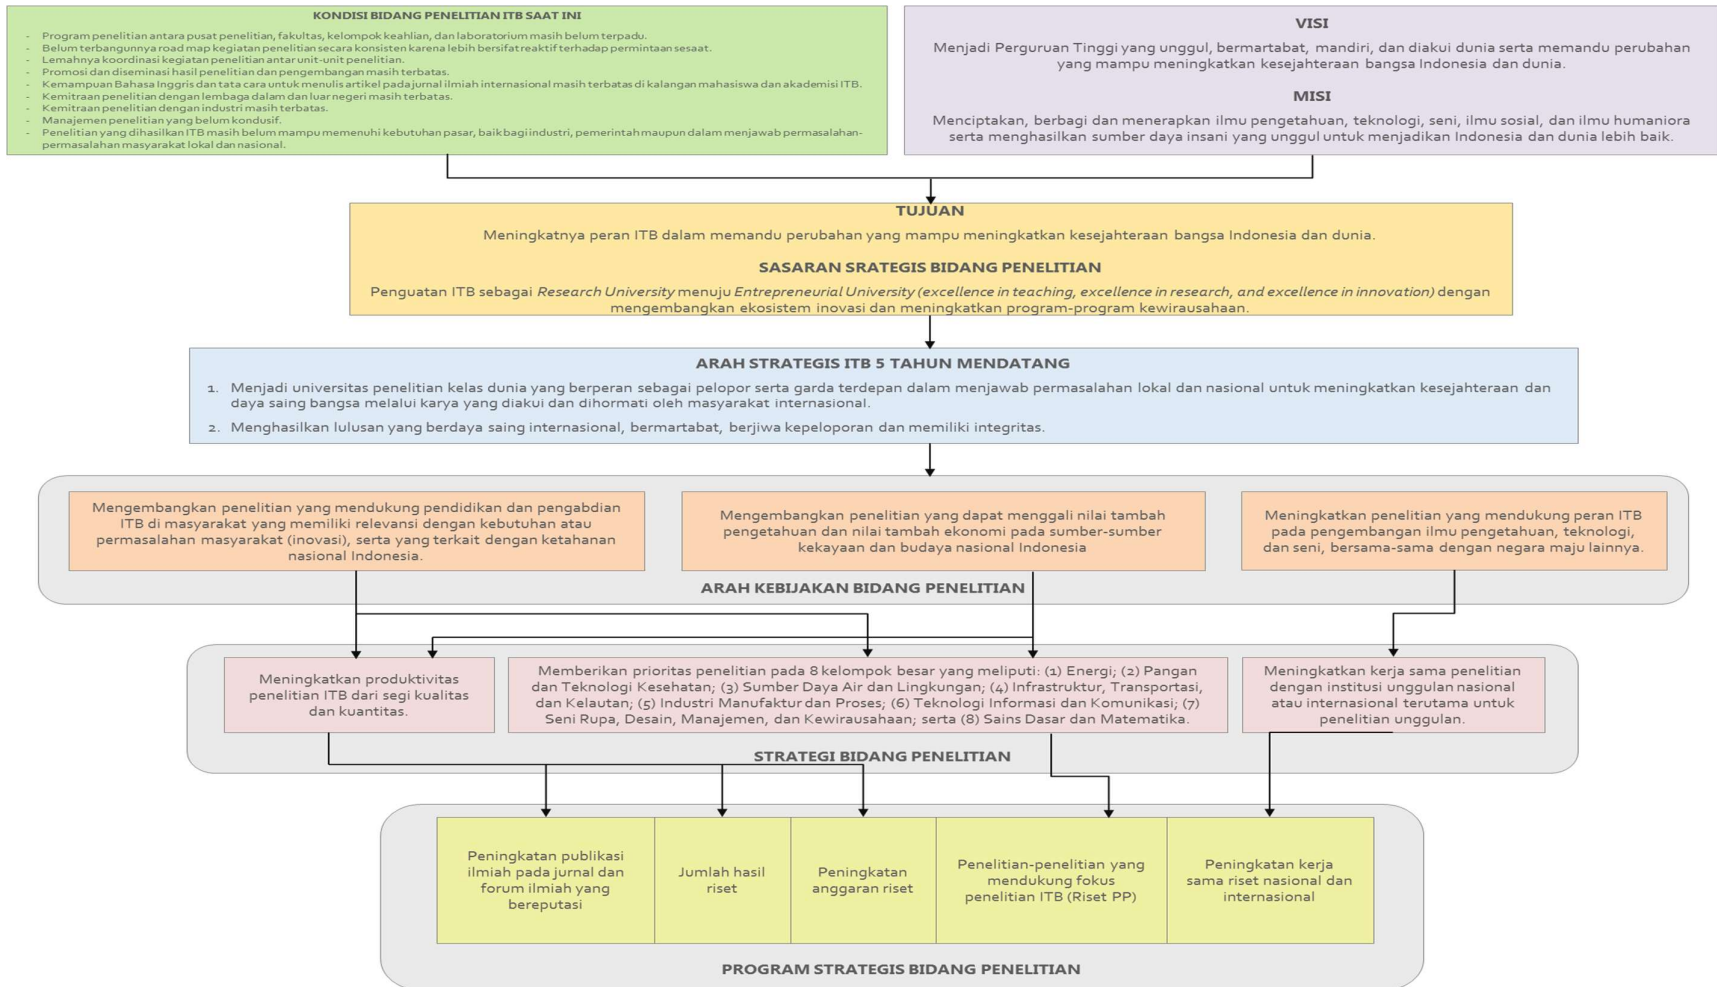 KONDISI BIDANG PENELITIAN ITB SAAT INI
- Program penelitian antara pusat penelitian, fakultas, kelompok keahlian, dan laboratorium masih belum terpadu.
- Belum terbangunnya road map kegiatan penelitian secara konsisten karena lebih bersifat reaktif terhadap permintaan sesaat.
- Lemahnya koordinasi kegiatan penelitian antar unit-unit penelitian.
- Promosi dan diseminasi hasil penelitian dan pengembangan masih terbatas.
- Kemampuan Bahasa Inggris dan tata cara untuk menulis artikel pada jurnal ilmiah internasional masih terbatas di kalangan mahasiswa dan akademisi ITB.
- Kemitraan penelitian dengan lembaga dalam dan luar negeri masih terbatas.
- Kemitraan penelitian dengan industri masih terbatas.
- Manajemen penelitian yang belum kondusif.
- Penelitian yang dihasilkan ITB masih belum mampu memenuhi kebutuhan pasar, baik bagi industri, pemerintah maupun dalam menjawab permasalahan-
permasalahan masyarakat lokal dan nasional.
VISI
Menjadi Perguruan Tinggi yang unggul, bermartabat, mandiri, dan diakui dunia serta memandu perubahan
yang mampu meningkatkan kesejahteraan bangsa Indonesia dan dunia.
MISI
Menciptakan, berbagi dan menerapkan ilmu pengetahuan, teknologi, seni, ilmu sosial, dan ilmu humaniora
serta menghasilkan sumber daya insani yang unggul untuk menjadikan Indonesia dan dunia lebih baik.
TUJUAN
Meningkatnya peran ITB dalam memandu perubahan yang mampu meningkatkan kesejahteraan bangsa Indonesia dan dunia.
SASARAN SRATEGIS BIDANG PENELITIAN
Penguatan ITB sebagai Research University menuju Entrepreneurial University (excellence in teaching, excellence in research, and excellence in innovation) dengan
mengembangkan ekosistem inovasi dan meningkatkan program-program kewirausahaan.
ARAH STRATEGIS ITB 5 TAHUN MENDATANG
1. Menjadi universitas penelitian kelas dunia yang berperan sebagai pelopor serta garda terdepan dalam menjawab permasalahan lokal dan nasional untuk meningkatkan kesejahteraan dan
daya saing bangsa melalui karya yang diakui dan dihormati oleh masyarakat internasional.
2. Menghasilkan lulusan yang berdaya saing internasional, bermartabat, berjiwa kepeloporan dan memiliki integritas.
Mengembangkan penelitian yang mendukung pendidikan dan pengabdian
ITB di masyarakat yang memiliki relevansi dengan kebutuhan atau
permasalahan masyarakat (inovasi), serta yang terkait dengan ketahanan
nasional Indonesia.
Mengembangkan penelitian yang dapat menggali nilai tambah
pengetahuan dan nilai tambah ekonomi pada sumber-sumber
kekayaan dan budaya nasional Indonesia
Meningkatkan penelitian yang mendukung peran ITB
pada pengembangan ilmu pengetahuan, teknologi,
dan seni, bersama-sama dengan negara maju lainnya.
ARAH KEBIJAKAN BIDANG PENELITIAN
Meningkatkan produktivitas
penelitian ITB dari segi kualitas
dan kuantitas.
Memberikan prioritas penelitian pada 8 kelompok besar yang meliputi: (1) Energi; (2) Pangan
dan Teknologi Kesehatan; (3) Sumber Daya Air dan Lingkungan; (4) Infrastruktur, Transportasi,
dan Kelautan; (5) Industri Manufaktur dan Proses; (6) Teknologi Informasi dan Komunikasi; (7)
Seni Rupa, Desain, Manajemen, dan Kewirausahaan; serta (8) Sains Dasar dan Matematika.
Meningkatkan kerja sama penelitian
dengan institusi unggulan nasional
atau internasional terutama untuk
penelitian unggulan.
STRATEGI BIDANG PENELITIAN
Peningkatan publikasi
ilmiah pada jurnal dan
forum ilmiah yang
bereputasi
Jumlah hasil
riset
Peningkatan
anggaran riset
Penelitian-penelitian yang
mendukung fokus
penelitian ITB (Riset PP)
Peningkatan kerja
sama riset nasional dan
internasional
PROGRAM STRATEGIS BIDANG PENELITIAN